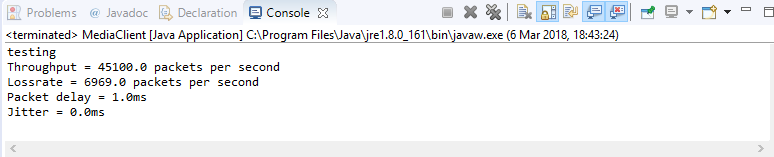 Problems @ Javadoc Declaration Console
<terminated> MediaClient [Java Application] C:\Program Files\Java\jre1.8.0_161\bin\javaw.exe (6 Mar 2018, 18:43:24)
testing
Throughput = 45100.0 packets per second
Lossrate = 6969.0 packets per second
Packet delay = 1.0ms
Jitter = 0.0ms